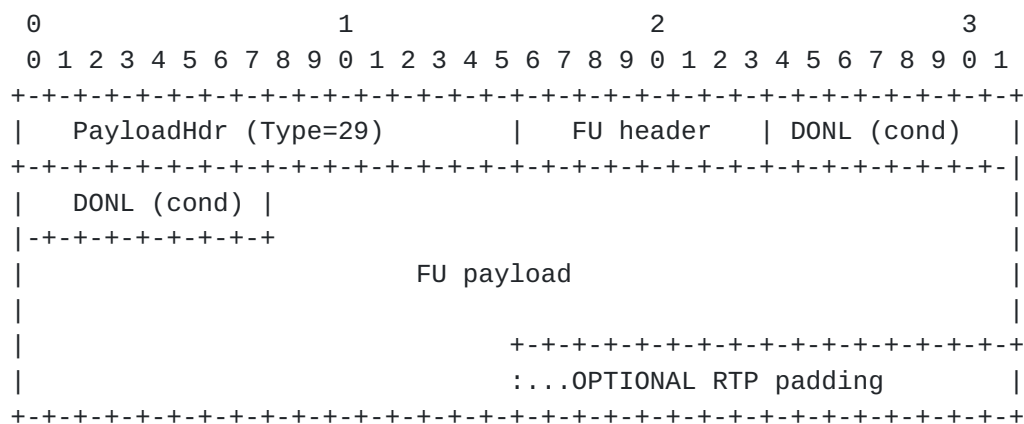 0                   1                   2                   3
 0 1 2 3 4 5 6 7 8 9 0 1 2 3 4 5 6 7 8 9 0 1 2 3 4 5 6 7 8 9 0 1
+-+-+-+-+-+-+-+-+-+-+-+-+-+-+-+-+-+-+-+-+-+-+-+-+-+-+-+-+-+-+-+-+
|   PayloadHdr (Type=29)        |   FU header   | DONL (cond)   |
+-+-+-+-+-+-+-+-+-+-+-+-+-+-+-+-+-+-+-+-+-+-+-+-+-+-+-+-+-+-+-+-|
|   DONL (cond) |                                               |
|-+-+-+-+-+-+-+-+                                               |
|                         FU payload                            |
|                                                               |
|                               +-+-+-+-+-+-+-+-+-+-+-+-+-+-+-+-+
|                               :...OPTIONAL RTP padding        |
+-+-+-+-+-+-+-+-+-+-+-+-+-+-+-+-+-+-+-+-+-+-+-+-+-+-+-+-+-+-+-+-+